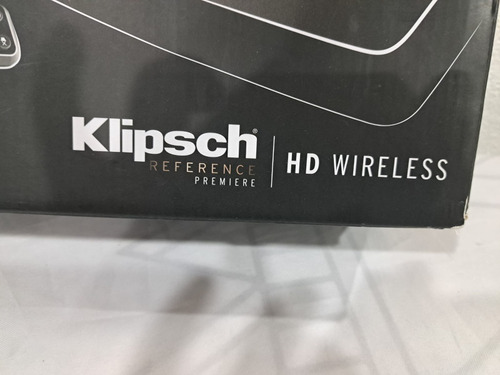 Klipsch®
REFERENCE
PREMIERE
HD WIRELESS